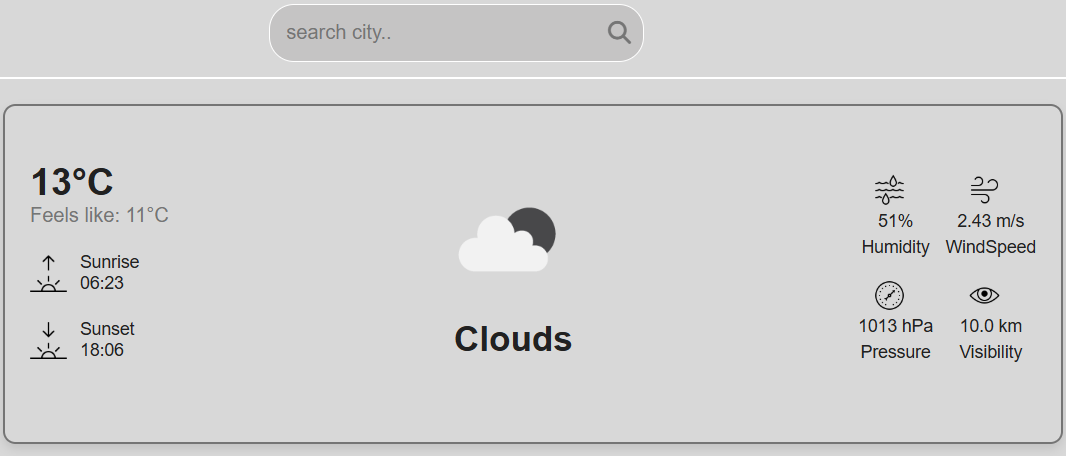 search city..
13°C
Feels like: 11°C
Sunrise
06:23
Sunset
18:06
Clouds
51%
Humidity
2.43 m/s
WindSpeed
1013 hPa
Pressure
10.0 km
Visibility